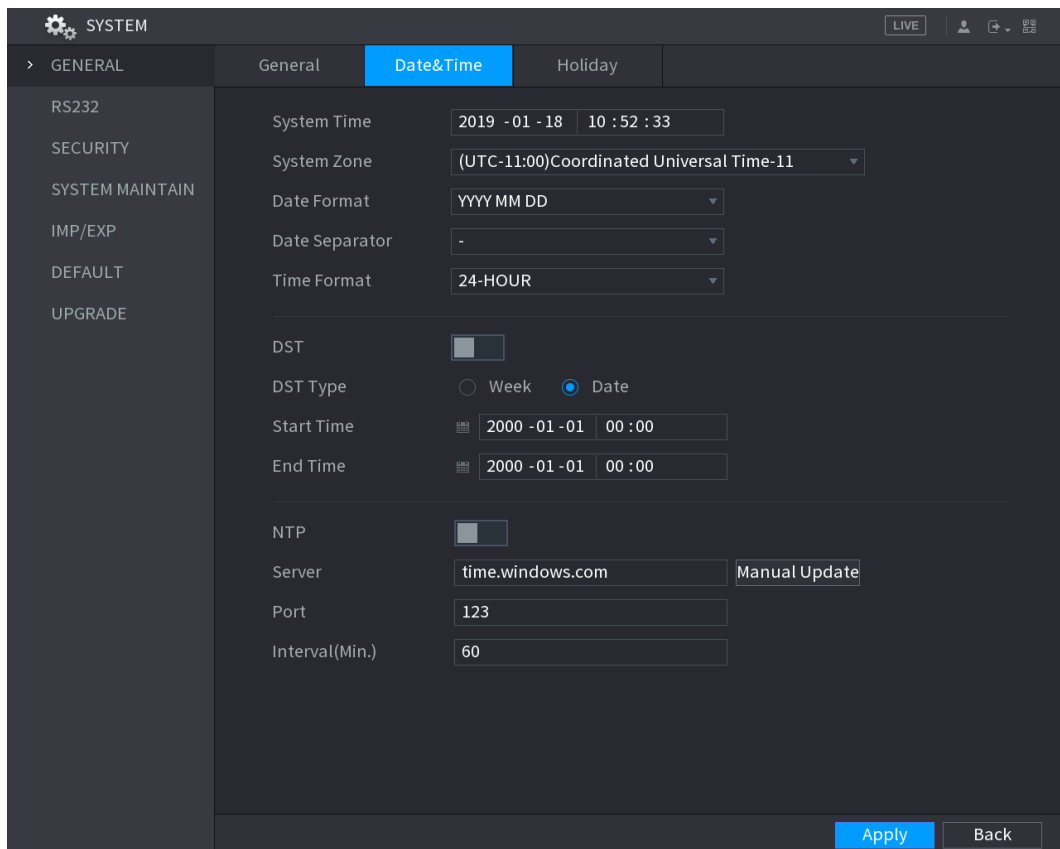 SYSTEM
LIVE
GENERAL
General Date&Time Holiday
RS232
SECURITY
SYSTEM MAINTAIN
IMP/EXP
DEFAULT
UPGRADE
System Time 2019 -01 -18 10 :52 :33
System Zone (UTC-11:00)Coordinated Universal Time-11
Date Format YYYY MM DD
Date Separator -
Time Format 24-HOUR
DST
DST Type Week Date
Start Time 2000 -01 -01 00 :00
End Time 2000 -01 -01 00 :00
NTP
Server time.windows.com Manual Update
Port 123
Interval(Min.) 60
Apply Back